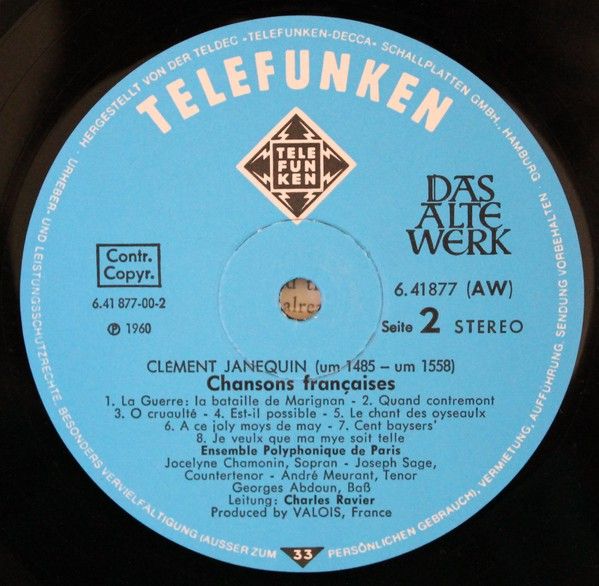 HERGESTELLT VON DER TELDEC »TELEFUNKEN-DECCA« SCHALLPLATTEN GMBH., HAMBURG · URHEBER- UND LEISTUNGSSCHUTZRECHTE, BESONDERS VERVIELFÄLTIGUNG (AUSSER ZUM PERSÖNLICHEN GEBRAUCH), VERMIETUNG, AUFFÜHRUNG, SENDUNG VORBEHALTEN
TELEFUNKEN
TELE
FUN
KEN
DAS
ALTE
WERK
Contr.
Copyr.
6.41 877-00-2
℗ 1960
6.41877 (AW)
Seite 2 STEREO
CLÉMENT JANEQUIN (um 1485 – um 1558)
Chansons françaises
1. La Guerre: la bataille de Marignan - 2. Quand contremont
3. O cruaulté - 4. Est-il possible - 5. Le chant des oyseaulx
6. A ce joly moys de may - 7. Cent baysers'
8. Je veulx que ma mye soit telle
Ensemble Polyphonique de Paris
Jocelyne Chamonin, Sopran - Joseph Sage,
Countertenor - André Meurant, Tenor
Georges Abdoun, Baß
Leitung: Charles Ravier
Produced by VALOIS, France
33